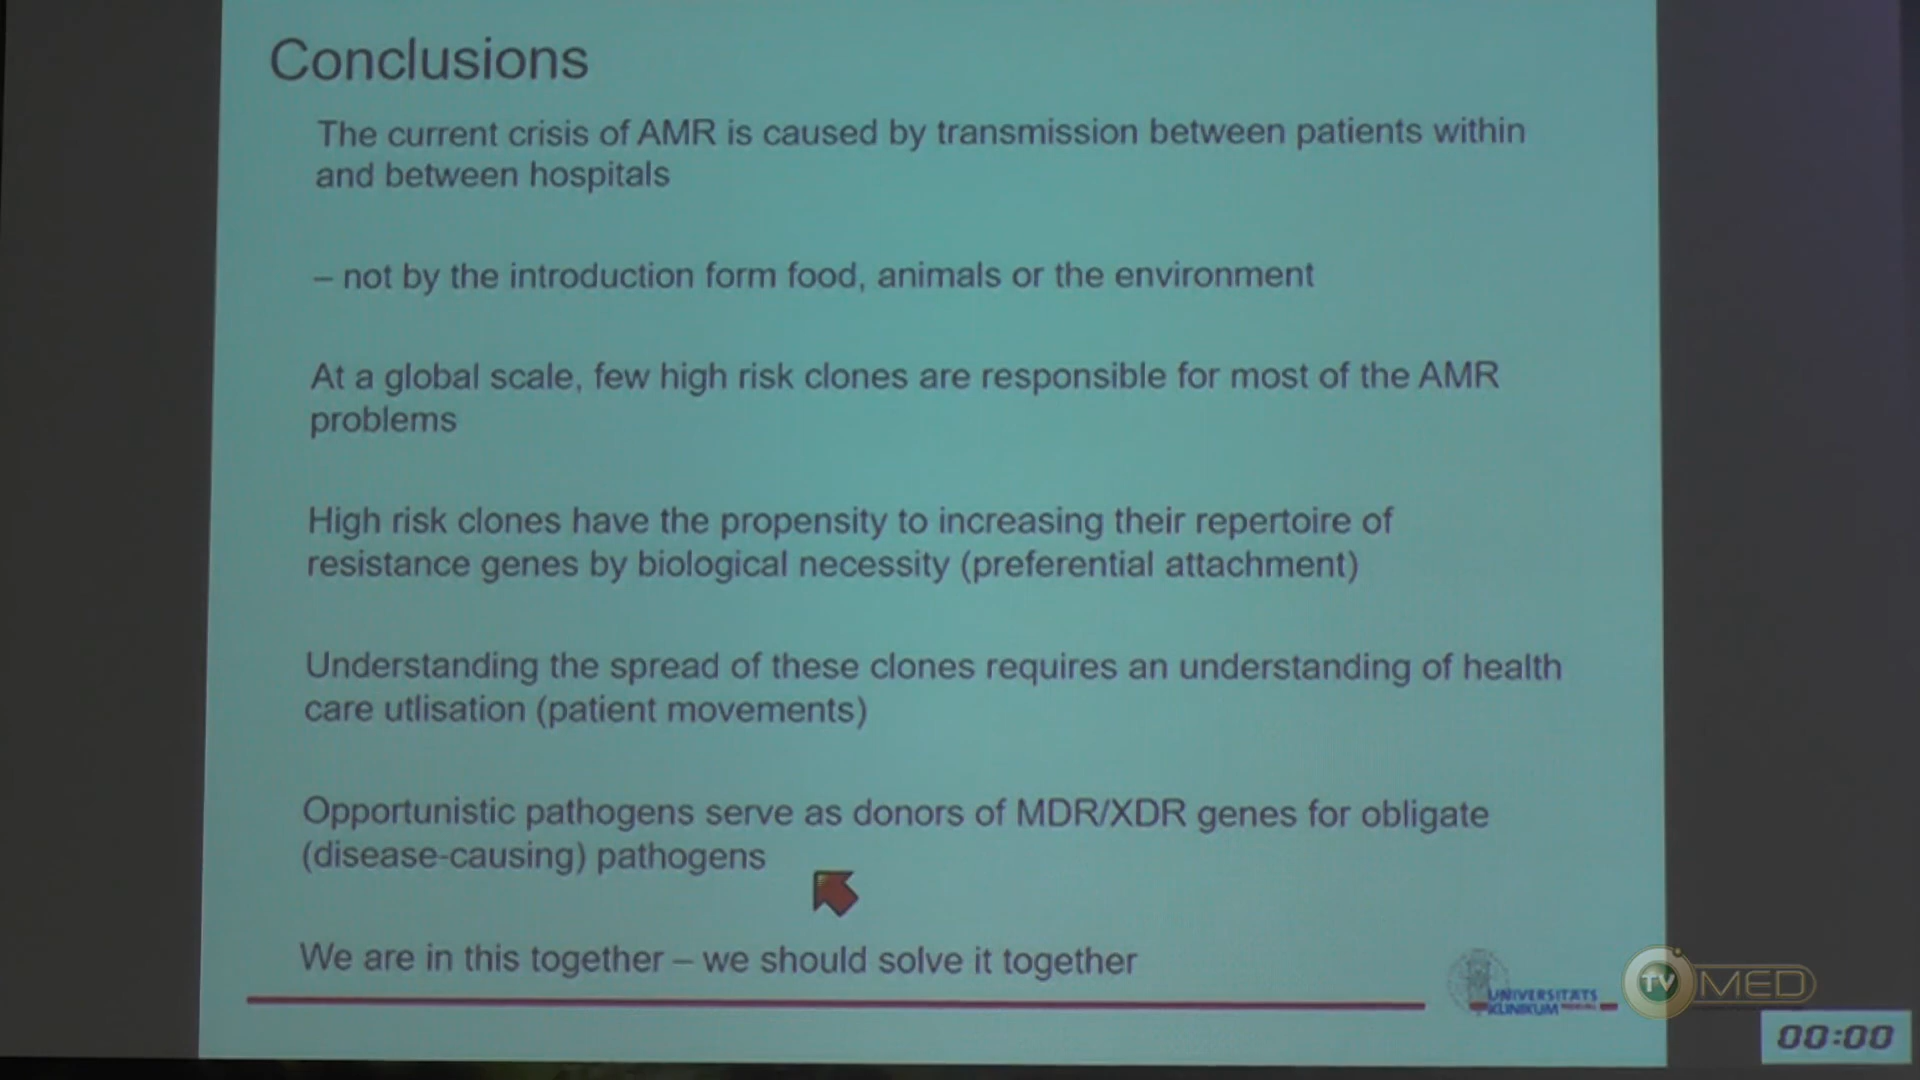 Conclusions
The current crisis of AMR is caused by transmission between patients within
and between hospitals
– not by the introduction form food, animals or the environment
At a global scale, few high risk clones are responsible for most of the AMR
problems
High risk clones have the propensity to increasing their repertoire of
resistance genes by biological necessity (preferential attachment)
Understanding the spread of these clones requires an understanding of health
care utlisation (patient movements)
Opportunistic pathogens serve as donors of MDR/XDR genes for obligate
(disease-causing) pathogens
We are in this together – we should solve it together
UNIVERSITÄTS
KLINIKUM
TV MED
00:00